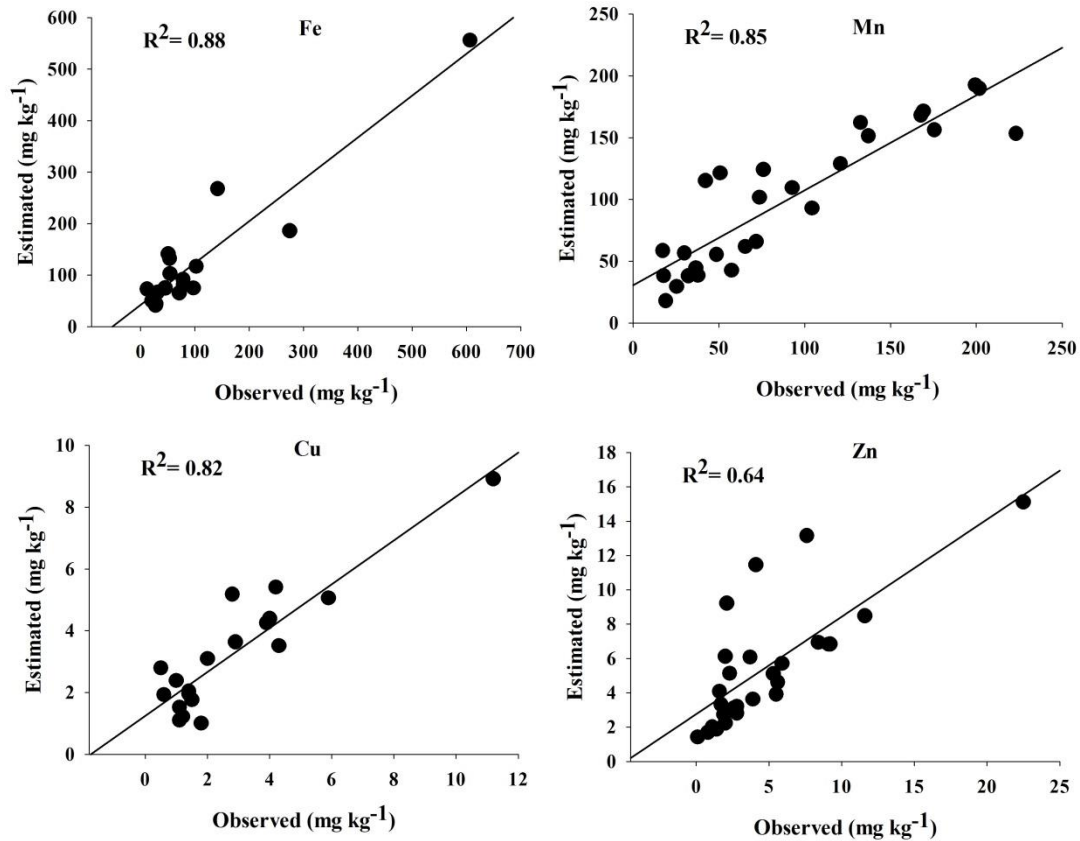 Fe
R²= 0.88
600
500
400
300
200
100
0
Estimated (mg kg⁻¹)
0 100 200 300 400 500 600 700
Observed (mg kg⁻¹)
Mn
R²= 0.85
250
200
150
100
50
0
Estimated (mg kg⁻¹)
0 50 100 150 200 250
Observed (mg kg⁻¹)
Cu
R²= 0.82
10
8
6
4
2
0
Estimated (mg kg⁻¹)
0 2 4 6 8 10 12
Observed (mg kg⁻¹)
Zn
R²= 0.64
18
16
14
12
10
8
6
4
2
0
Estimated (mg kg⁻¹)
0 5 10 15 20 25
Observed (mg kg⁻¹)